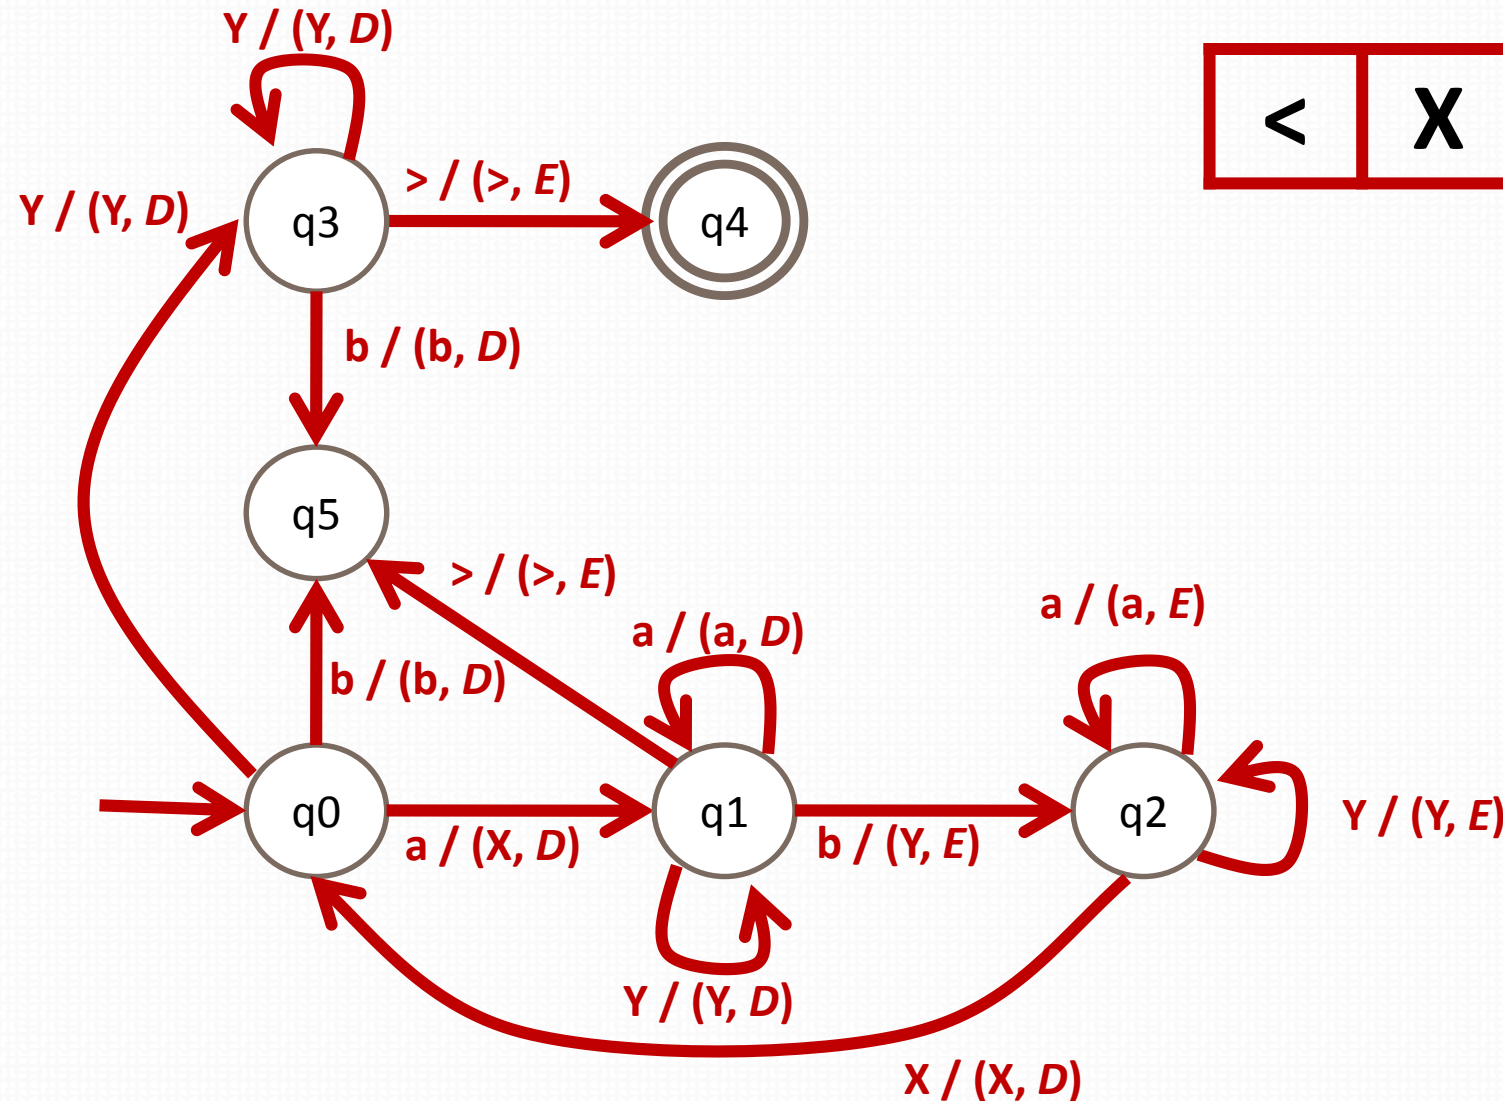 Y / (Y, D)
< X
> / (>, E)
Y / (Y, D)
q3
q4
b / (b, D)
q5
> / (>, E)
a / (a, E)
a / (a, D)
b / (b, D)
q0
q1
q2
Y / (Y, E)
a / (X, D)
b / (Y, E)
Y / (Y, D)
X / (X, D)